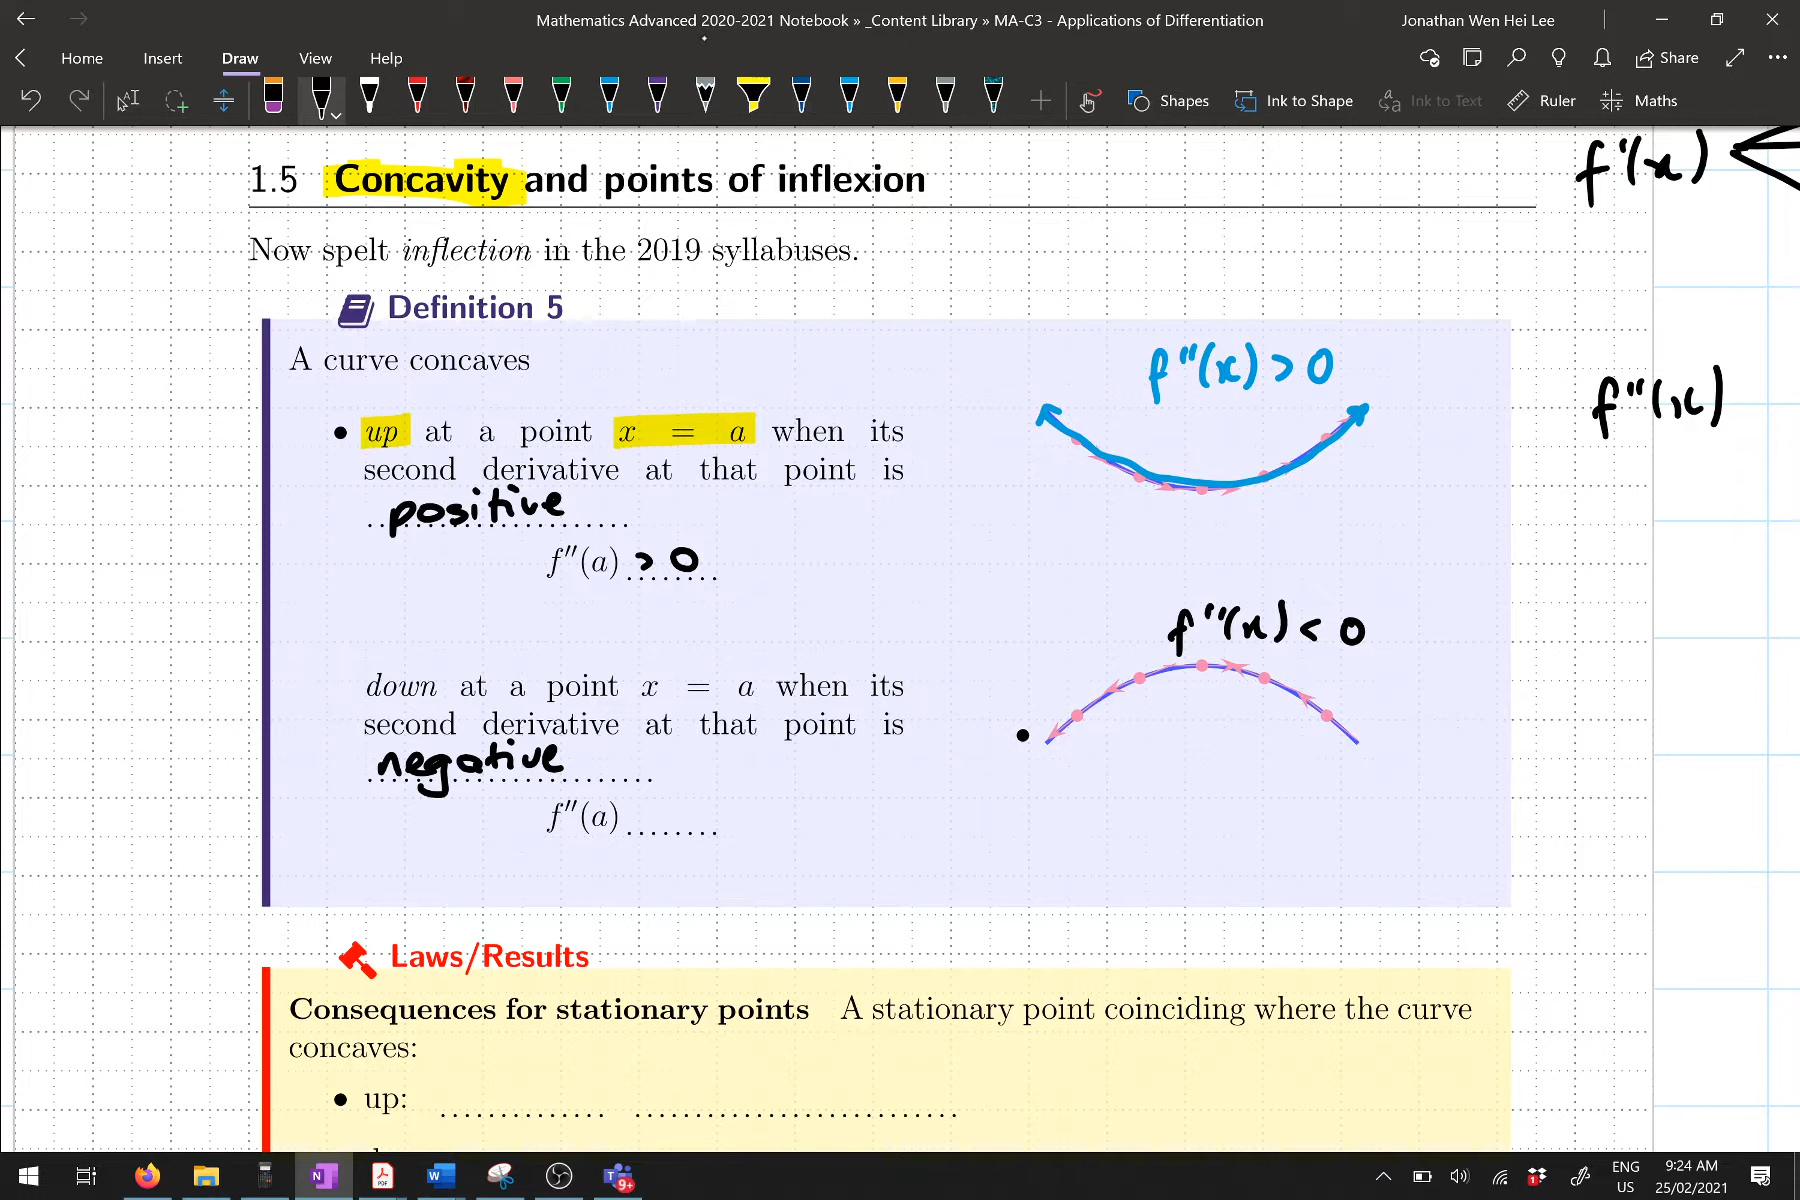 Mathematics Advanced 2020-2021 Notebook » _Content Library » MA-C3 - Applications of Differentiation
Jonathan Wen Hei Lee
Home Insert Draw View Help
Share
Shapes Ink to Shape Ink to Text Ruler Maths
f'(x)
1.5 Concavity and points of inflexion
Now spelt inflection in the 2019 syllabuses.
Definition 5
A curve concaves
f"(x) > 0
f"(x)
• up at a point x = a when its
second derivative at that point is
positive
f″(a) > 0
f"(x) < 0
• down at a point x = a when its
second derivative at that point is
negative
f″(a) ........
Laws/Results
Consequences for stationary points A stationary point coinciding where the curve
concaves:
• up: .............. ...........................
N
PDF
W
T
9+
1
ENG
US
9:24 AM
25/02/2021